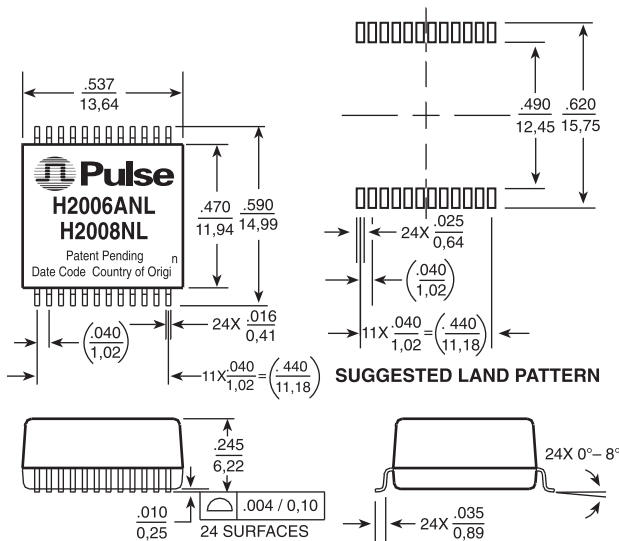 .537
13,64
Pulse
H2006ANL
H2008NL
Patent Pending
n
Date Code Country of Origi
.470
11,94
.590
14,99
(.040
1,02)
24X .016
0,41
11X .040
1,02
=(.440
11,18)
.490
12,45
.620
15,75
24X .025
0,64
(.040
1,02)
11X .040
1,02
=(.440
11,18)
SUGGESTED LAND PATTERN
.245
6,22
.010
0,25
.004 / 0,10
24 SURFACES
24X 0°– 8°
24X .035
0,89